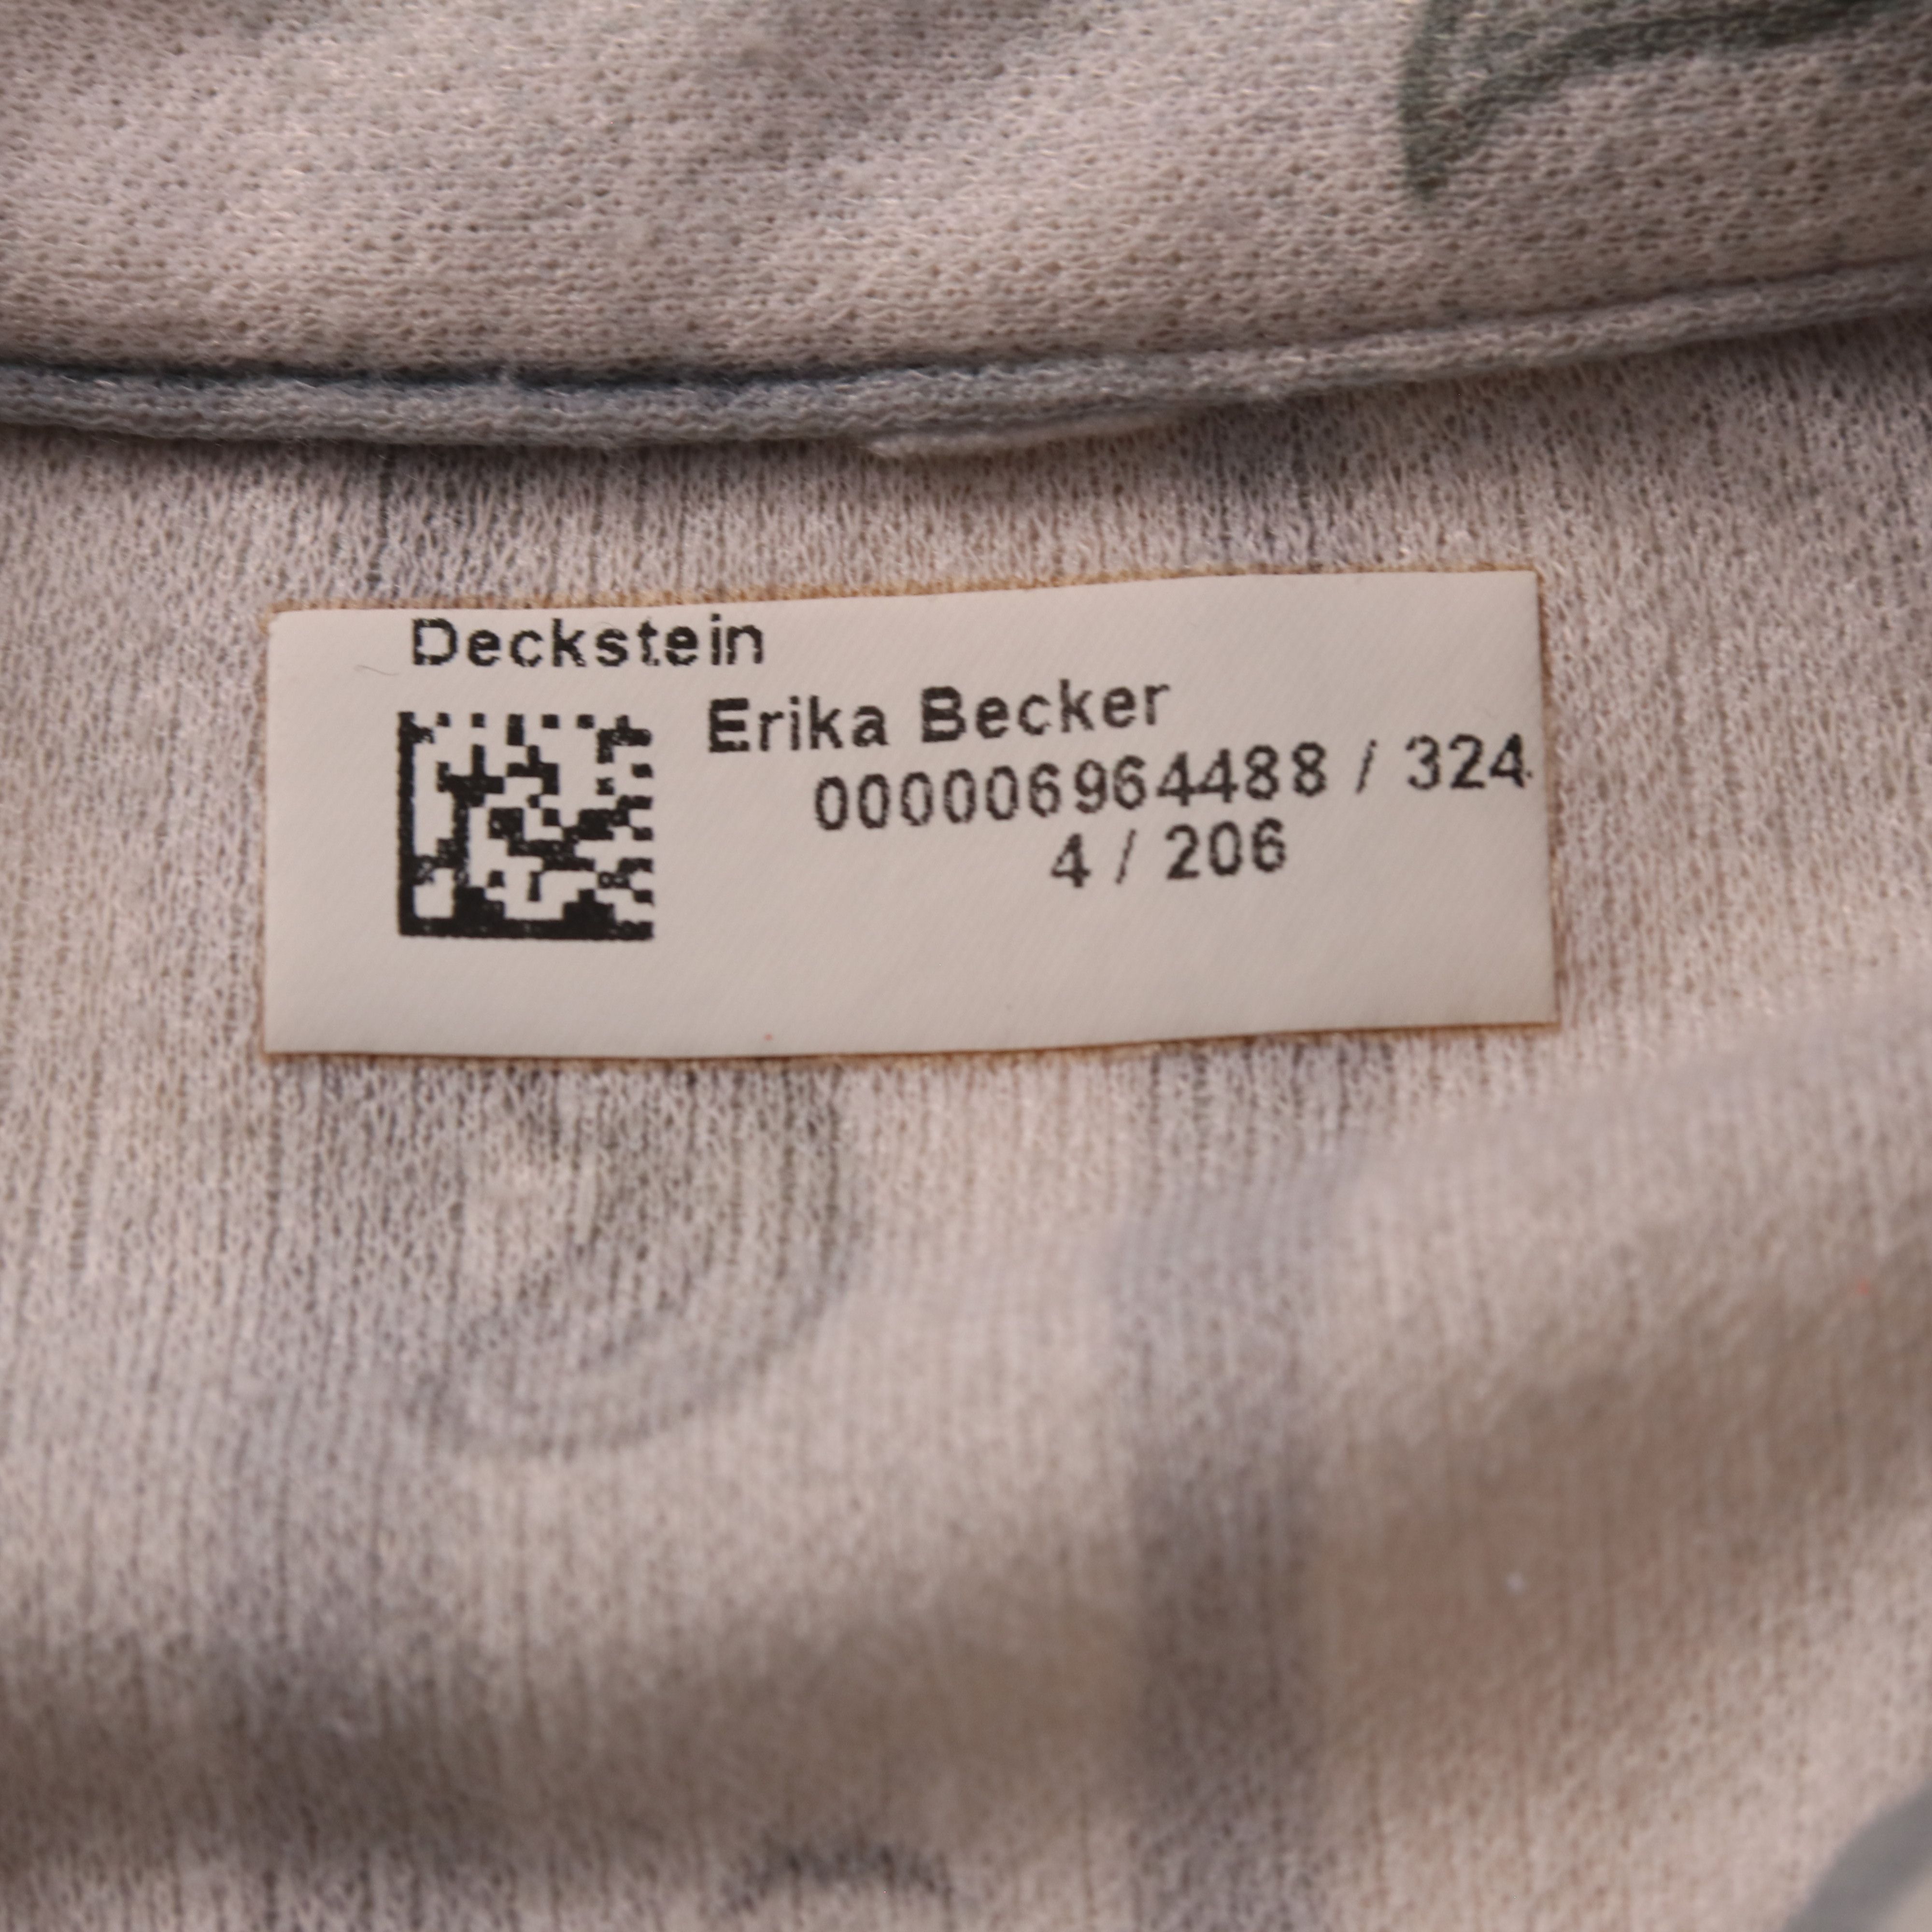 Deckstein
Erika Becker
000006964488 / 324
4 / 206